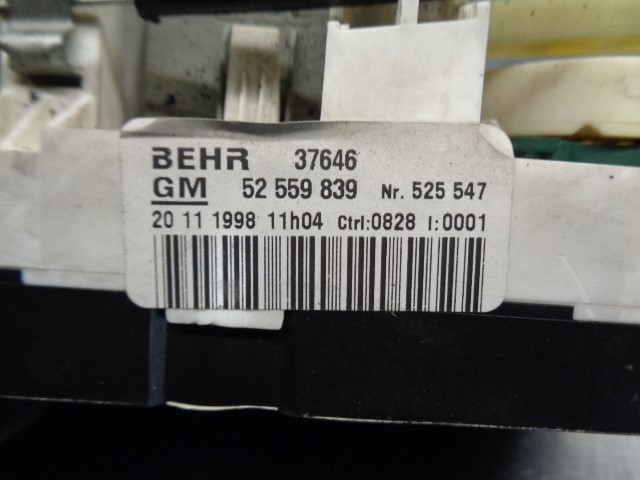 BEHR 37646
GM 52 559 839 Nr. 525 547
20 11 1998 11h04 Ctrl:0828 I:0001